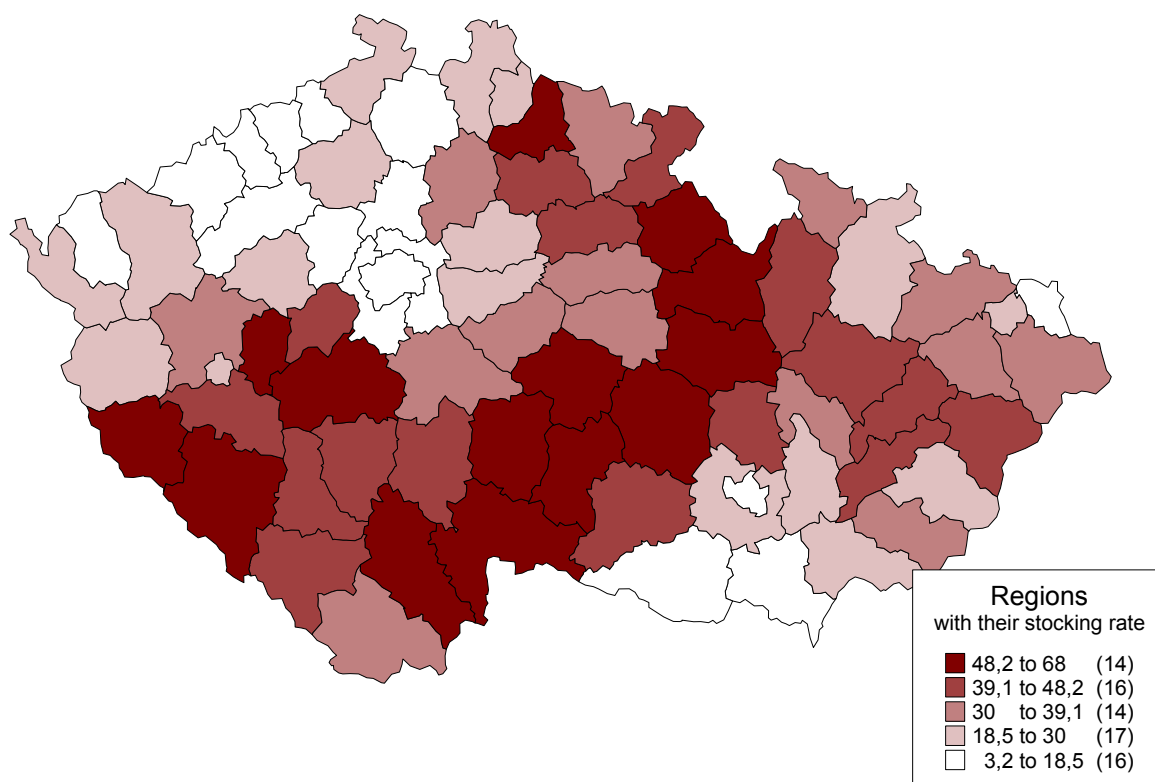 Regions
with their stocking rate
48,2 to 68 (14)
39,1 to 48,2 (16)
30 to 39,1 (14)
18,5 to 30 (17)
3,2 to 18,5 (16)